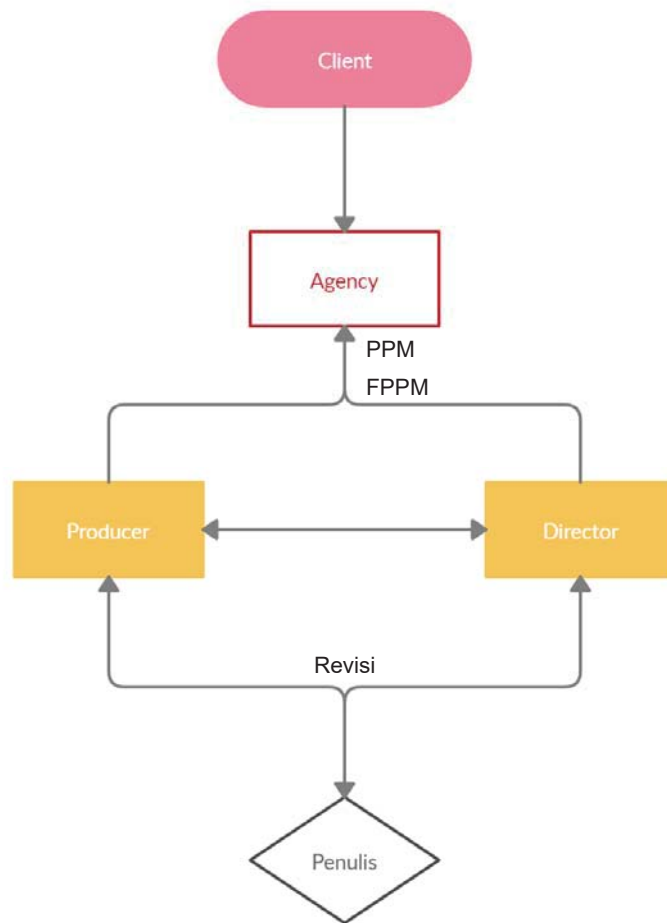 Client
Agency
PPM
FPPM
Producer
Director
Revisi
Penulis